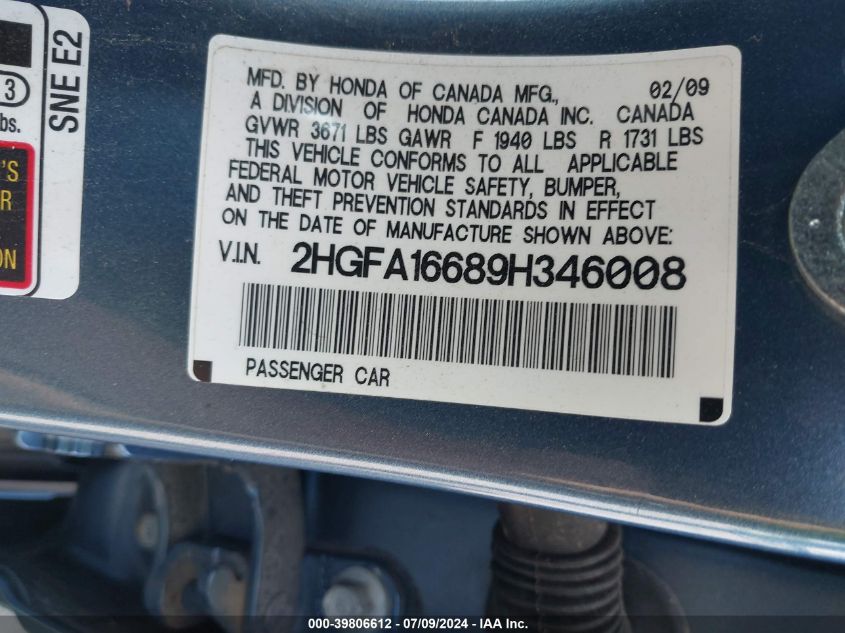 3
bs.
SNE E2
'S
R
ON
MFD. BY HONDA OF CANADA MFG., 02/09
A DIVISION OF HONDA CANADA INC. CANADA
GVWR 3671 LBS GAWR F 1940 LBS R 1731 LBS
THIS VEHICLE CONFORMS TO ALL APPLICABLE
FEDERAL MOTOR VEHICLE SAFETY, BUMPER,
AND THEFT PREVENTION STANDARDS IN EFFECT
ON THE DATE OF MANUFACTURE SHOWN ABOVE:
V.I.N. 2HGFA16689H346008
PASSENGER CAR
000-39806612 / 07/09/2024 - IAA Inc.